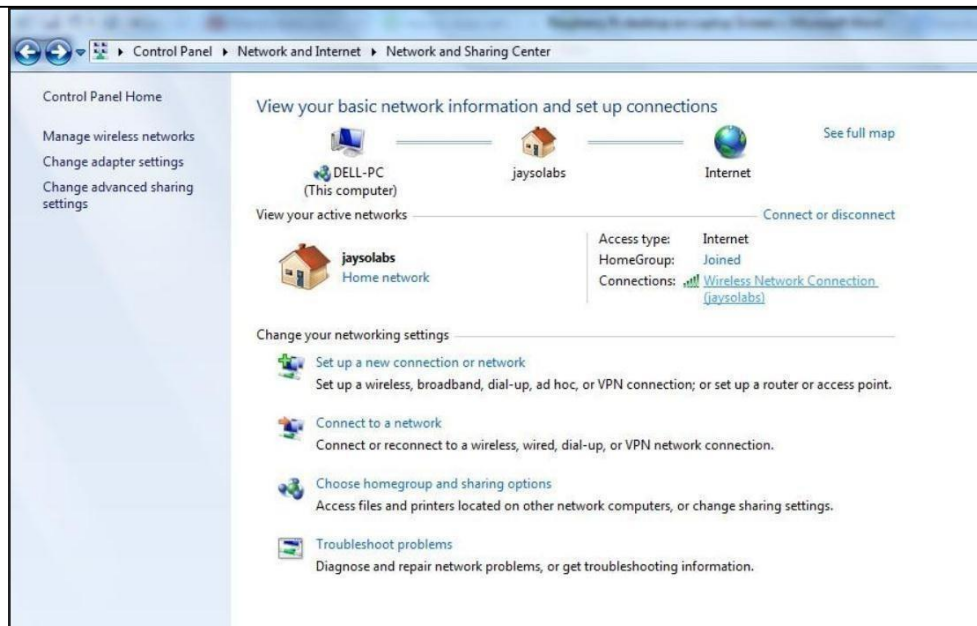 Control Panel ▸ Network and Internet ▸ Network and Sharing Center
Control Panel Home
Manage wireless networks
Change adapter settings
Change advanced sharing
settings
View your basic network information and set up connections
See full map
DELL-PC
(This computer)
jaysolabs
Internet
View your active networks
Connect or disconnect
jaysolabs
Home network
Access type: Internet
HomeGroup: Joined
Connections: Wireless Network Connection
(jaysolabs)
Change your networking settings
Set up a new connection or network
Set up a wireless, broadband, dial-up, ad hoc, or VPN connection; or set up a router or access point.
Connect to a network
Connect or reconnect to a wireless, wired, dial-up, or VPN network connection.
Choose homegroup and sharing options
Access files and printers located on other network computers, or change sharing settings.
Troubleshoot problems
Diagnose and repair network problems, or get troubleshooting information.